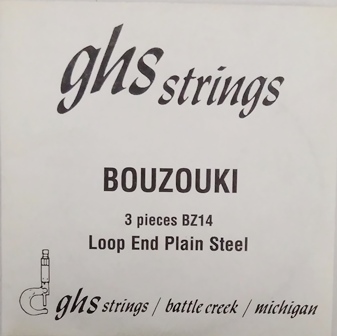 ghs strings
BOUZOUKI
3 pieces BZ14
Loop End Plain Steel
ghs strings / battle creek / michigan